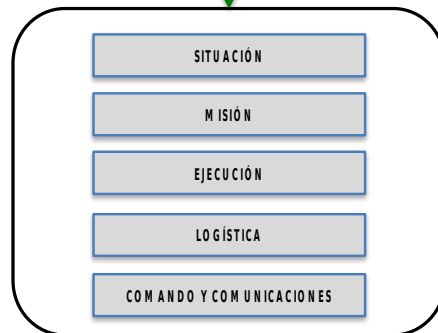 SITUACIÓN
MISIÓN
EJECUCIÓN
LOGÍSTICA
COMANDO Y COMUNICACIONES